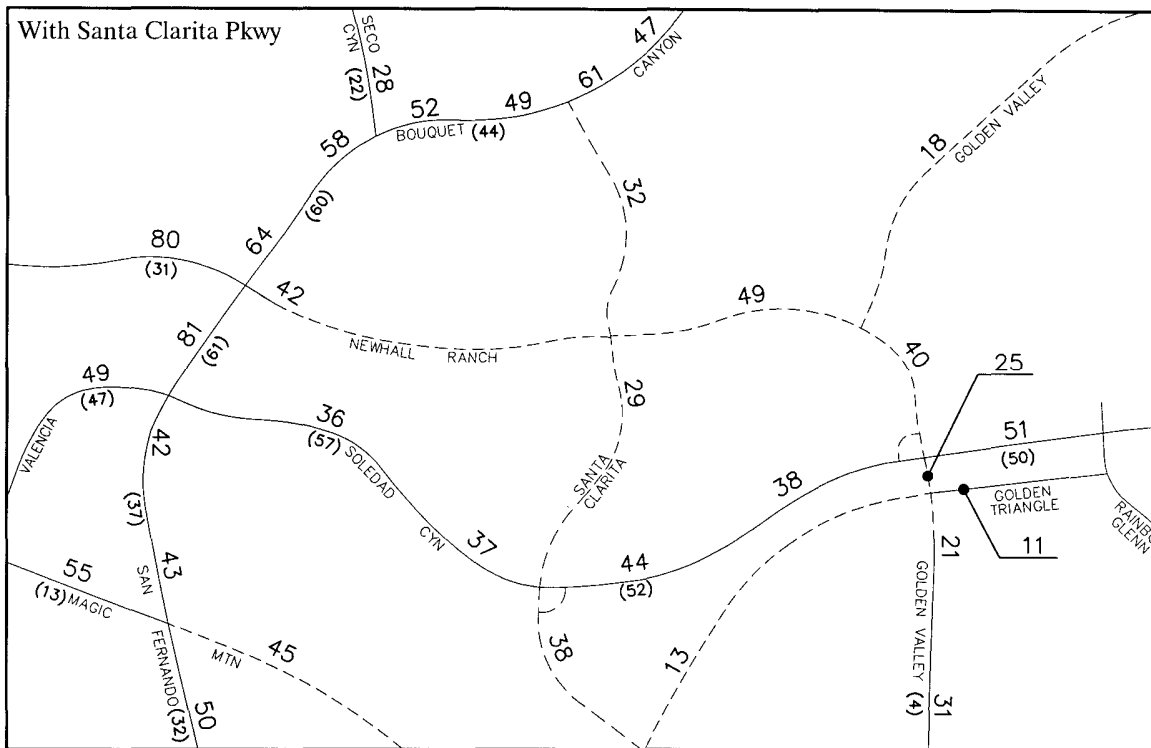 With Santa Clarita Pkwy
SECO
CYN
28
(22)
47
CANYON
61
52
49
BOUQUET (44)
58
(60)
18
GOLDEN VALLEY
32
64
80
(31)
42
49
NEWHALL RANCH
81
(61)
40
25
49
(47)
VALENCIA
36
(57)
SOLEDAD
CYN
29
51
(50)
42
(37)
SANTA
CLARITA
38
GOLDEN
TRIANGLE
RAINBO
GLENN
37
11
21
43
SAN
FERNANDO
44
(52)
55
(13) MAGIC
MTN
45
38
13
GOLDEN VALLEY
(4)
31
50
(32)